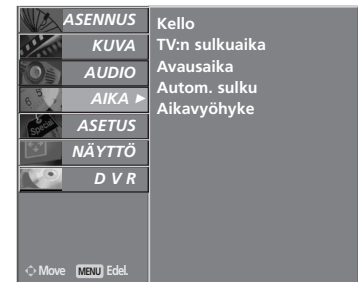 ASENNUS
KUVA
AUDIO
AIKA ►
ASETUS
NÄYTTÖ
D V R
Kello
TV:n sulkuaika
Avausaika
Autom. sulku
Aikavyöhyke
Move MENU Edel.